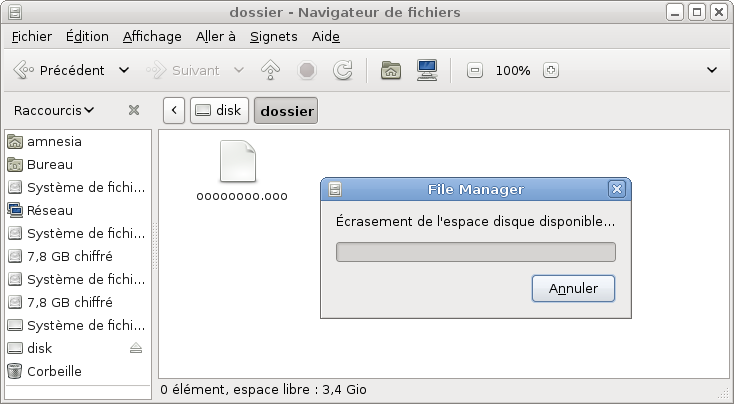 dossier - Navigateur de fichiers
Fichier Édition Affichage Aller à Signets Aide
Précédent Suivant 100%
Raccourcis disk dossier
amnesia
Bureau
Système de fichi...
Réseau
Système de fichi...
7,8 GB chiffré
Système de fichi...
7,8 GB chiffré
Système de fichi...
disk
Corbeille
oooooooo.ooo
File Manager
Écrasement de l'espace disque disponible...
Annuler
0 élément, espace libre : 3,4 Gio